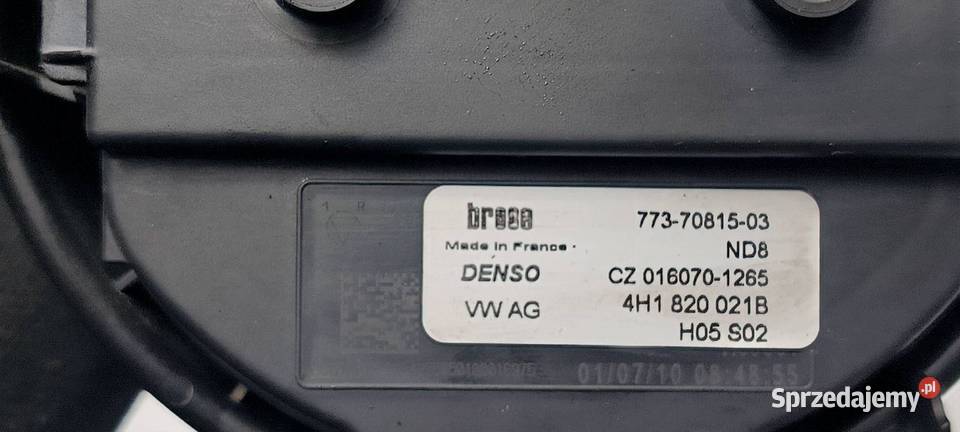 brose 773-70815-03
Made in France ND8
DENSO CZ 016070-1265
VW AG 4H1 820 021B
H05 S02
01/07/10 08:48:55
Sprzedajemy.pl